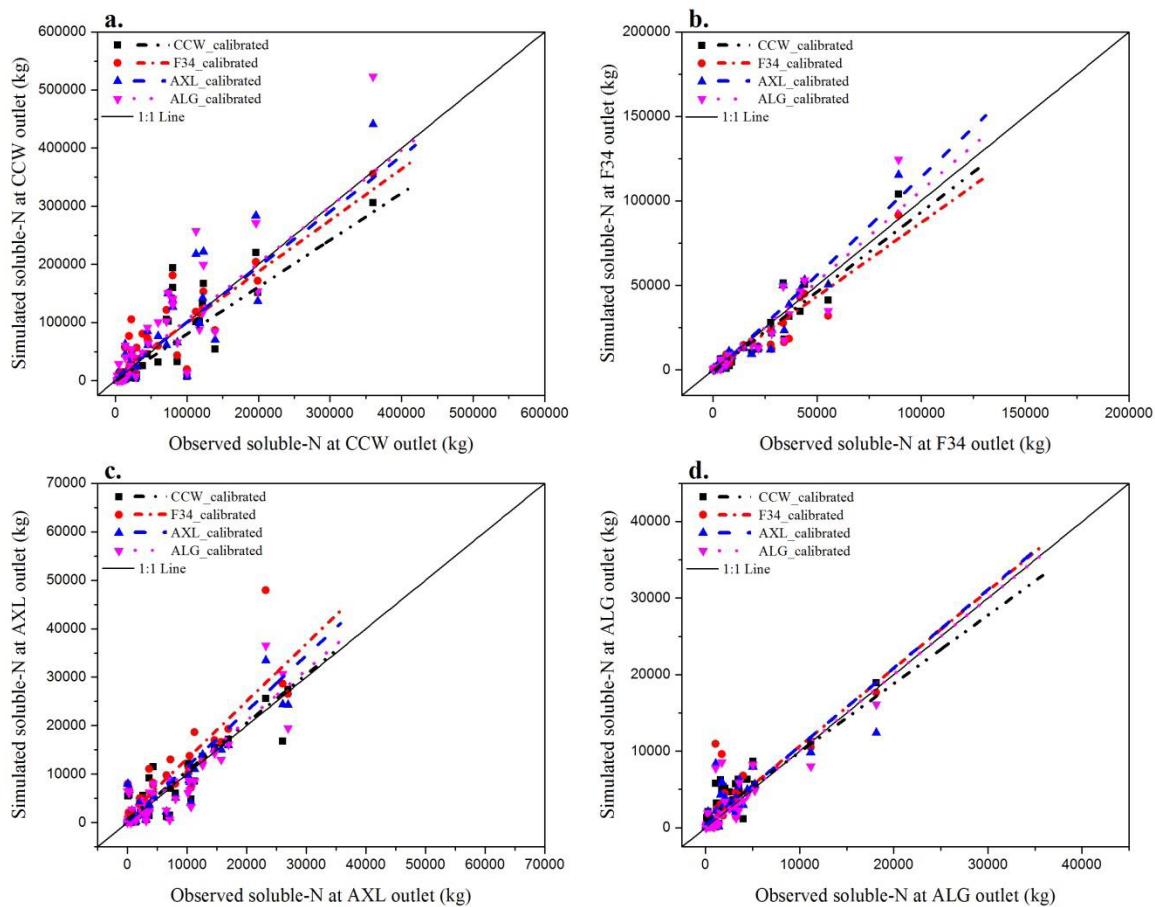 a.
600000
500000
400000
300000
200000
100000
0
CCW_calibrated
F34_calibrated
AXL_calibrated
ALG_calibrated
1:1 Line
0 100000 200000 300000 400000 500000 600000
Simulated soluble-N at CCW outlet (kg)
Observed soluble-N at CCW outlet (kg)
b.
200000
150000
100000
50000
0
CCW_calibrated
F34_calibrated
AXL_calibrated
ALG_calibrated
1:1 Line
0 50000 100000 150000 200000
Simulated soluble-N at F34 outlet (kg)
Observed soluble-N at F34 outlet (kg)
c.
70000
60000
50000
40000
30000
20000
10000
0
CCW_calibrated
F34_calibrated
AXL_calibrated
ALG_calibrated
1:1 Line
0 10000 20000 30000 40000 50000 60000 70000
Simulated soluble-N at AXL outlet (kg)
Observed soluble-N at AXL outlet (kg)
d.
40000
30000
20000
10000
0
CCW_calibrated
F34_calibrated
AXL_calibrated
ALG_calibrated
1:1 Line
0 10000 20000 30000 40000
Simulated soluble-N at ALG outlet (kg)
Observed soluble-N at ALG outlet (kg)